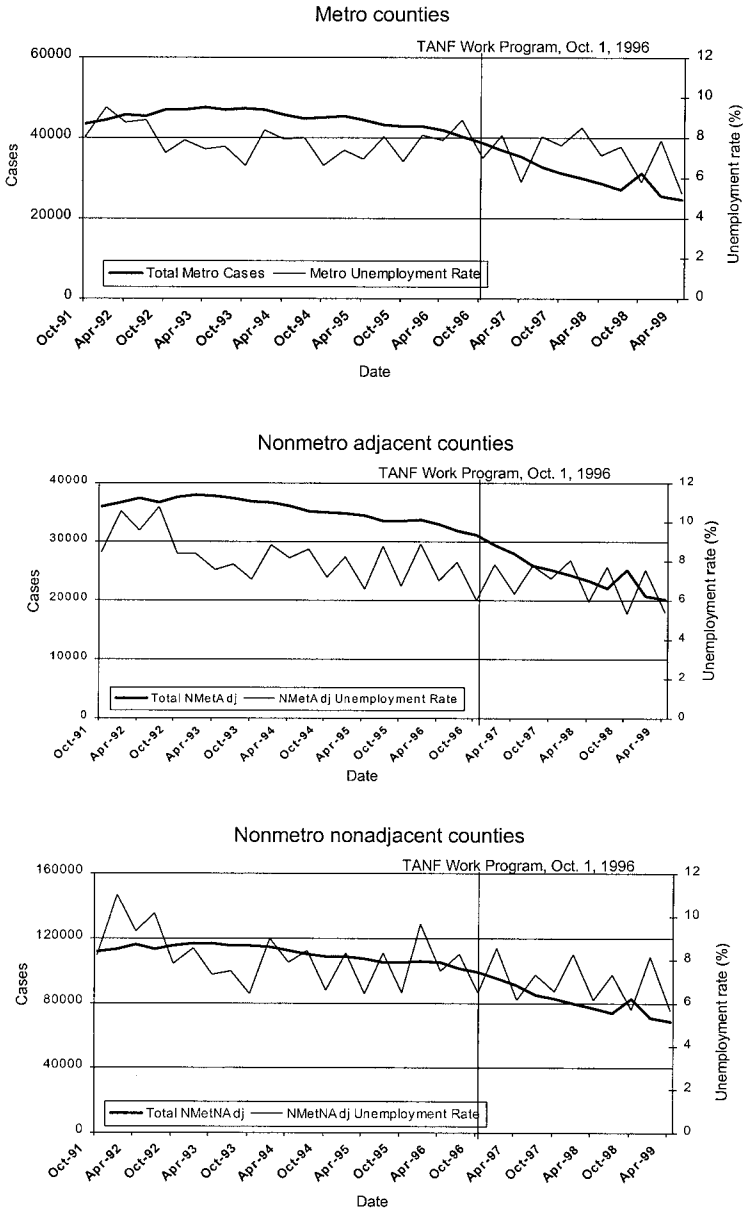 Metro counties
TANF Work Program, Oct. 1, 1996
60000
40000
20000
0
Cases
12
10
8
6
4
2
0
Unemployment rate (%)
Total Metro Cases
Metro Unemployment Rate
Oct-91
Apr-92
Oct-92
Apr-93
Oct-93
Apr-94
Oct-94
Apr-95
Oct-95
Apr-96
Oct-96
Apr-97
Oct-97
Apr-98
Oct-98
Apr-99
Date
Nonmetro adjacent counties
TANF Work Program, Oct. 1, 1996
40000
30000
20000
10000
0
Cases
12
10
8
6
4
2
0
Unemployment rate (%)
Total NMetAdj
NMetAdj Unemployment Rate
Oct-91
Apr-92
Oct-92
Apr-93
Oct-93
Apr-94
Oct-94
Apr-95
Oct-95
Apr-96
Oct-96
Apr-97
Oct-97
Apr-98
Oct-98
Apr-99
Date
Nonmetro nonadjacent counties
TANF Work Program, Oct. 1, 1996
160000
120000
80000
40000
0
Cases
12
10
8
6
4
2
0
Unemployment rate (%)
Total NMetNAdj
NMetNAdj Unemployment Rate
Oct-91
Apr-92
Oct-92
Apr-93
Oct-93
Apr-94
Oct-94
Apr-95
Oct-95
Apr-96
Oct-96
Apr-97
Oct-97
Apr-98
Oct-98
Apr-99
Date